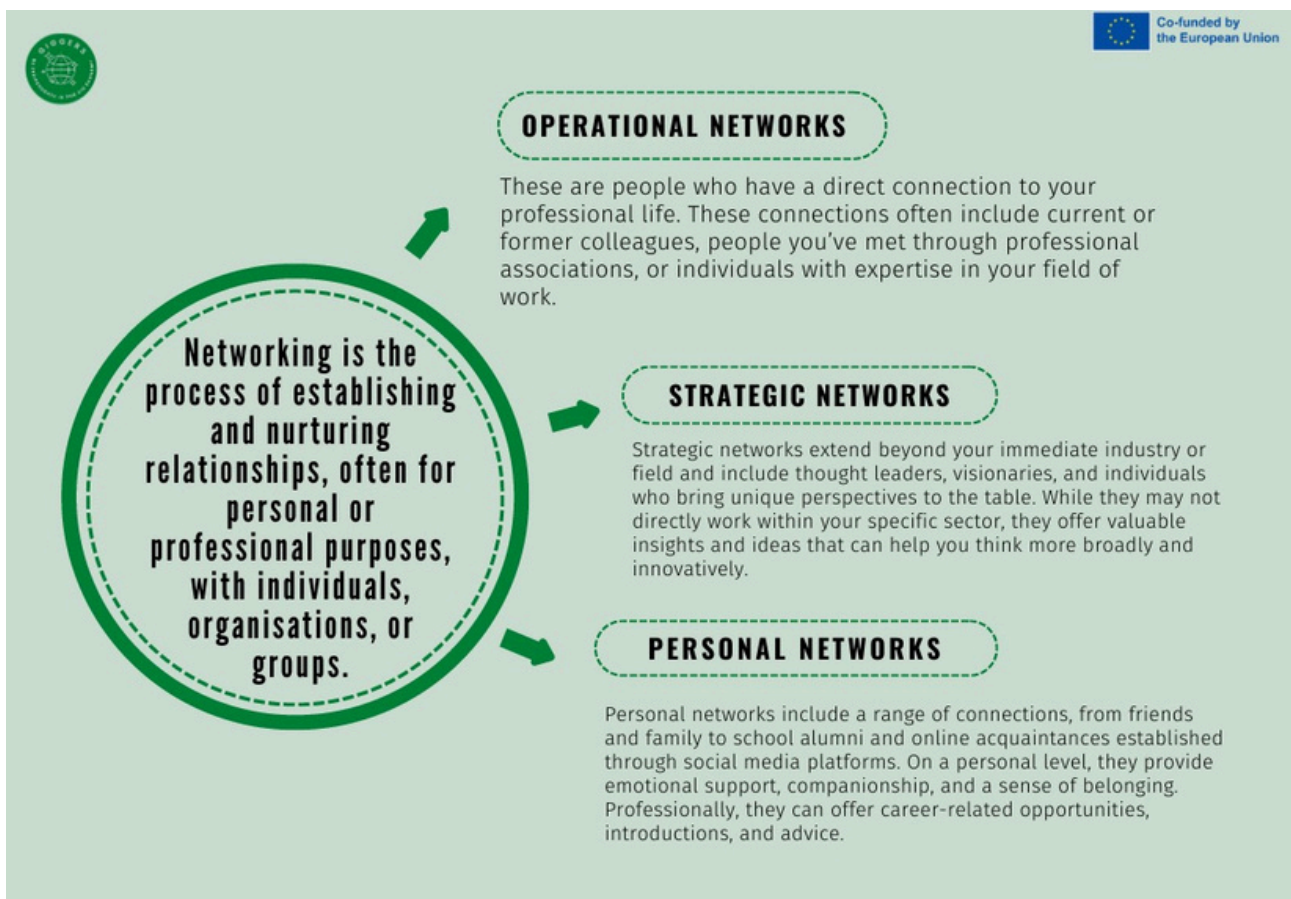 GIGGERS
Co-funded by
the European Union
OPERATIONAL NETWORKS
These are people who have a direct connection to your
professional life. These connections often include current or
former colleagues, people you’ve met through professional
associations, or individuals with expertise in your field of
work.
Networking is the
process of establishing
and nurturing
relationships, often for
personal or
professional purposes,
with individuals,
organisations, or
groups.
STRATEGIC NETWORKS
Strategic networks extend beyond your immediate industry or
field and include thought leaders, visionaries, and individuals
who bring unique perspectives to the table. While they may not
directly work within your specific sector, they offer valuable
insights and ideas that can help you think more broadly and
innovatively.
PERSONAL NETWORKS
Personal networks include a range of connections, from friends
and family to school alumni and online acquaintances established
through social media platforms. On a personal level, they provide
emotional support, companionship, and a sense of belonging.
Professionally, they can offer career-related opportunities,
introductions, and advice.